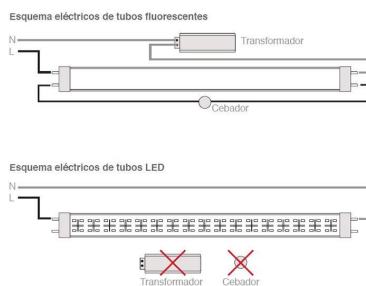 Esquema eléctricos de tubos fluorescentes
N
Transformador
L
Cebador
Esquema eléctricos de tubos LED
N
L
Transformador Cebador